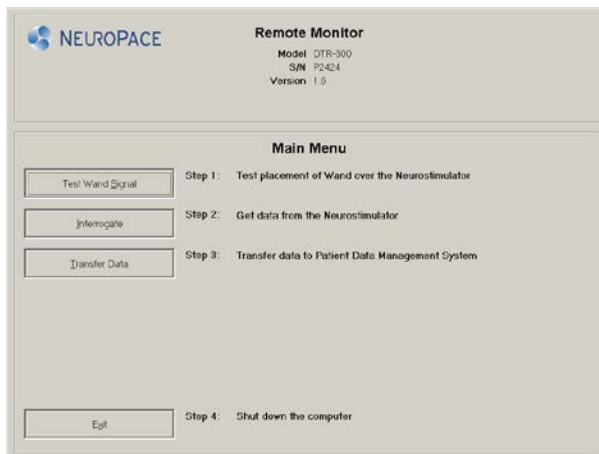 NEUROPACE
Remote Monitor
Model DTR-300
S/N P2424
Version 1.6
Main Menu
Test Wand Signal Step 1: Test placement of Wand over the Neurostimulator
Interrogate Step 2: Get data from the Neurostimulator
Transfer Data Step 3: Transfer data to Patient Data Management System
Exit Step 4: Shut down the computer